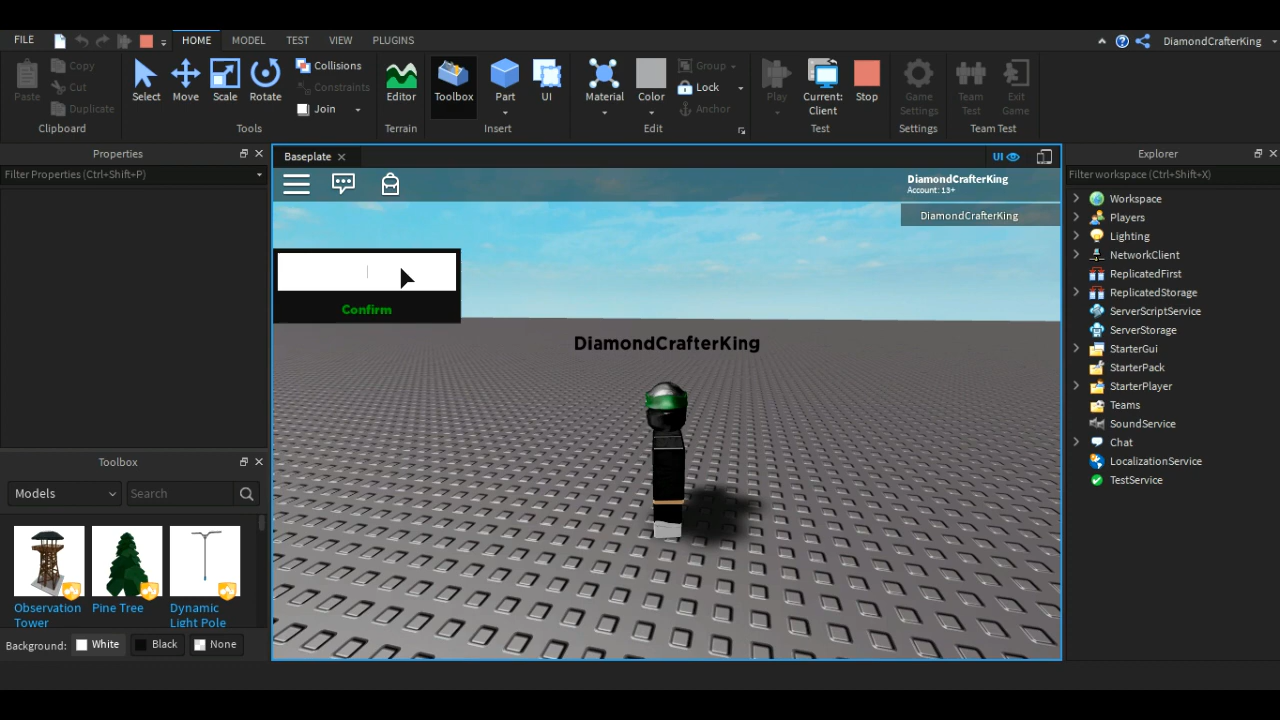 FILE HOME MODEL TEST VIEW PLUGINS DiamondCrafterKing
Paste Copy Cut Duplicate
Clipboard
Select Move Scale Rotate Collisions Constraints Join
Tools
Editor
Terrain
Toolbox Part UI
Insert
Material Color Group Lock Anchor
Edit
Play Current: Client Stop
Test
Game Settings
Settings
Team Test Exit Game
Team Test
Properties
Filter Properties (Ctrl+Shift+P)
Toolbox
Models Search
Observation Tower
Pine Tree
Dynamic Light Pole
Background: White Black None
Baseplate UI
DiamondCrafterKing
Account: 13+
DiamondCrafterKing
Confirm
DiamondCrafterKing
Explorer
Filter workspace (Ctrl+Shift+X)
Workspace
Players
Lighting
NetworkClient
ReplicatedFirst
ReplicatedStorage
ServerScriptService
ServerStorage
StarterGui
StarterPack
StarterPlayer
Teams
SoundService
Chat
LocalizationService
TestService